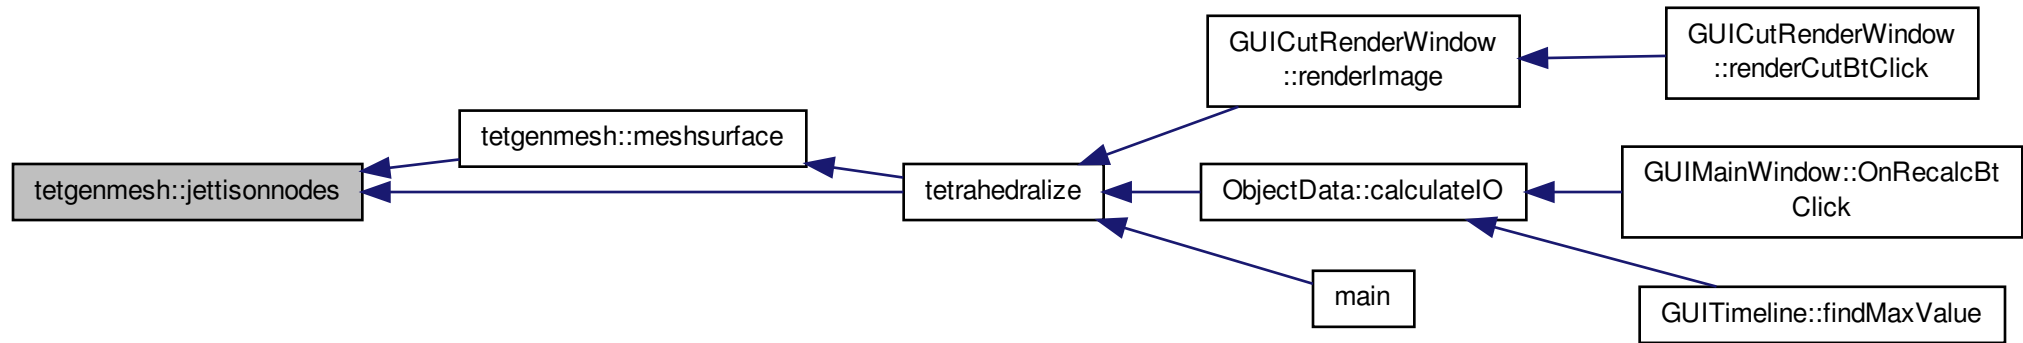 tetgenmesh::jettisonnodes
tetgenmesh::meshsurface
tetrahedralize
GUICutRenderWindow
::renderImage
GUICutRenderWindow
::renderCutBtClick
ObjectData::calculateIO
GUIMainWindow::OnRecalcBt
Click
GUITimeline::findMaxValue
main